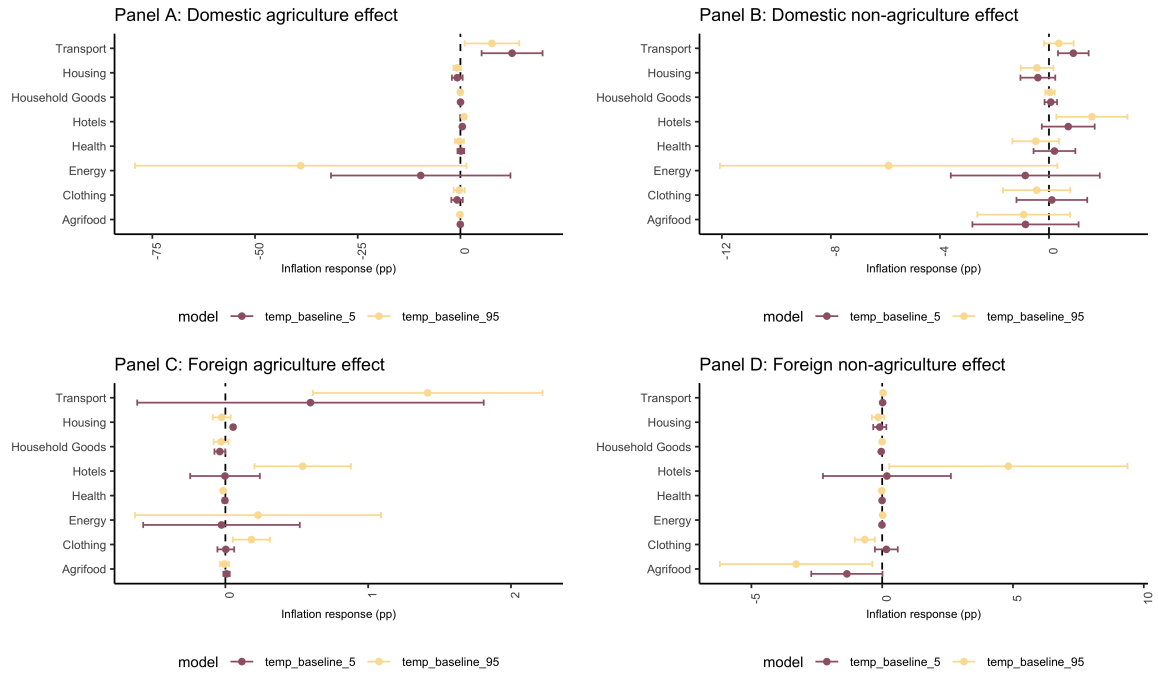 Panel A: Domestic agriculture effect
Transport
Housing
Household Goods
Hotels
Health
Energy
Clothing
Agrifood
-75
-50
-25
0
Inflation response (pp)
model temp_baseline_5 temp_baseline_95
Panel B: Domestic non-agriculture effect
Transport
Housing
Household Goods
Hotels
Health
Energy
Clothing
Agrifood
-12
-8
-4
0
Inflation response (pp)
model temp_baseline_5 temp_baseline_95
Panel C: Foreign agriculture effect
Transport
Housing
Household Goods
Hotels
Health
Energy
Clothing
Agrifood
0
1
2
Inflation response (pp)
model temp_baseline_5 temp_baseline_95
Panel D: Foreign non-agriculture effect
Transport
Housing
Household Goods
Hotels
Health
Energy
Clothing
Agrifood
-5
0
5
10
Inflation response (pp)
model temp_baseline_5 temp_baseline_95